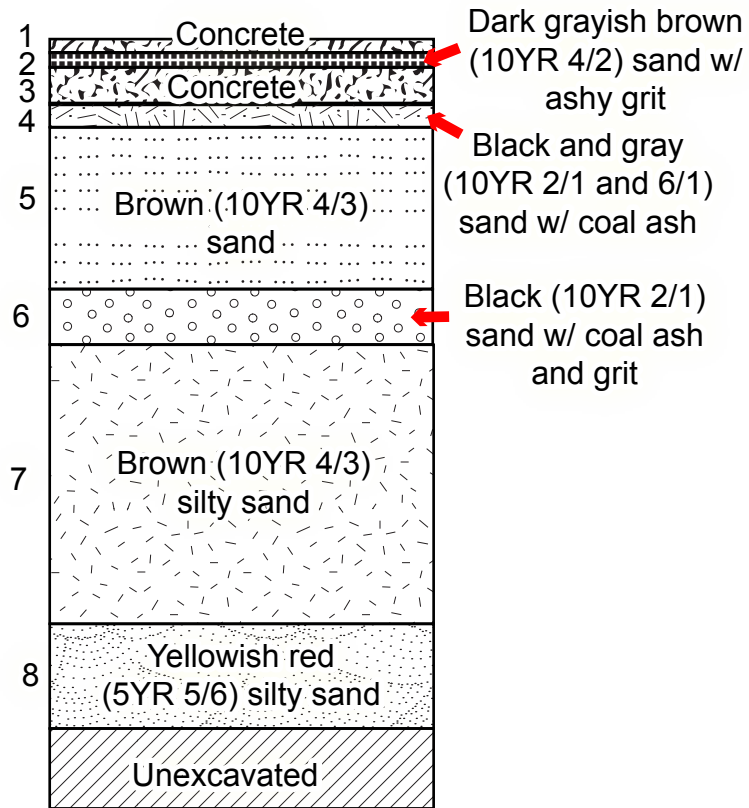 1
Concrete
Dark grayish brown
(10YR 4/2) sand w/
ashy grit
2
3
Concrete
4
Black and gray
(10YR 2/1 and 6/1)
sand w/ coal ash
5
Brown (10YR 4/3)
sand
6
Black (10YR 2/1)
sand w/ coal ash
and grit
7
Brown (10YR 4/3)
silty sand
8
Yellowish red
(5YR 5/6) silty sand
Unexcavated